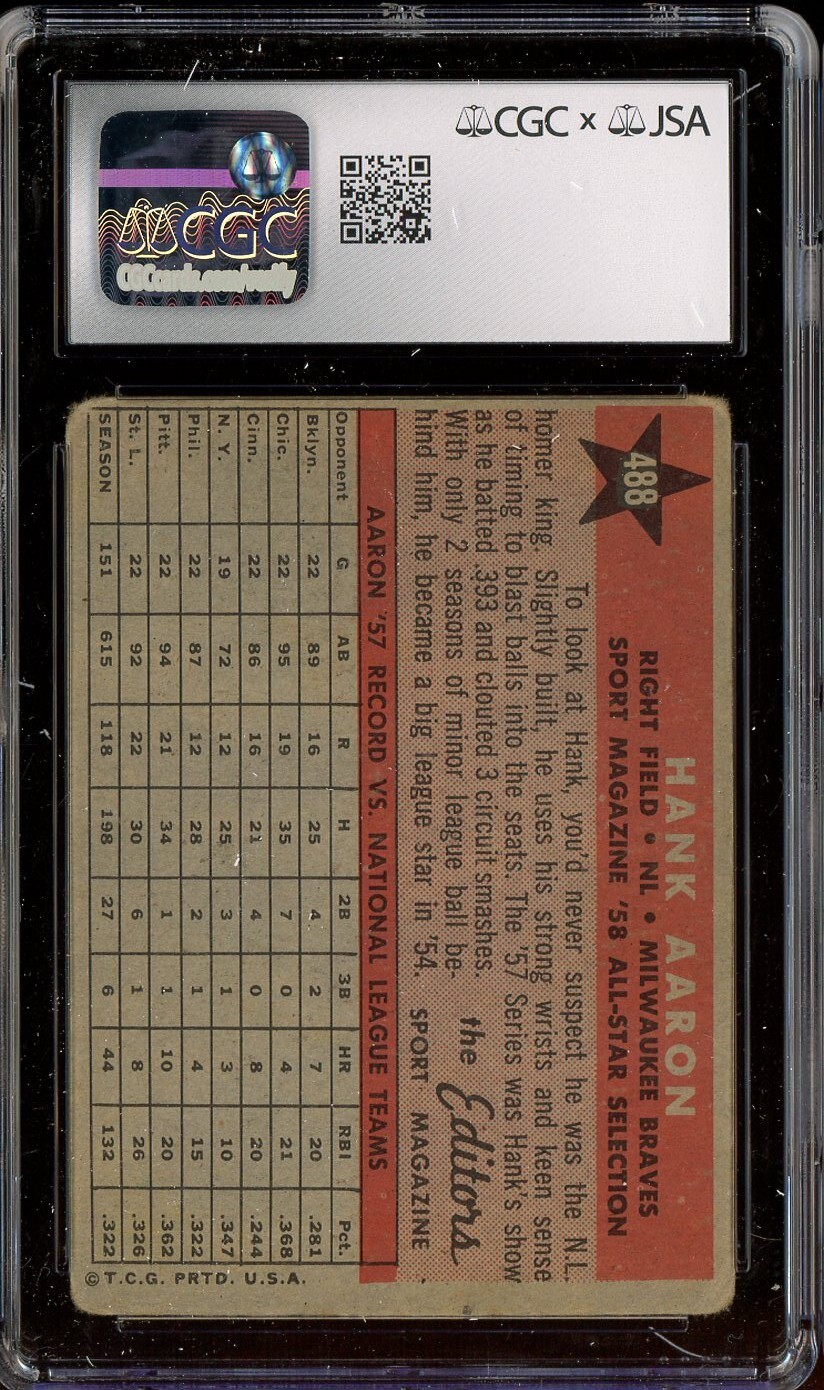 CGC x JSA
CGC
CGCcards.com/verify
488
HANK AARON
RIGHT FIELD • NL • MILWAUKEE BRAVES
SPORT MAGAZINE '58 ALL-STAR SELECTION
To look at Hank, you'd never suspect he was the N.L.
homer king. Slightly built, he uses his strong wrists and keen sense
of timing to blast balls into the seats. The '57 Series was Hank's show
as he batted .393 and clouted 3 circuit smashes.
With only 2 seasons of minor league ball be-
hind him, he became a big league star in '54.
the Editors
SPORT MAGAZINE
AARON '57 RECORD VS. NATIONAL LEAGUE TEAMS
Opponent G AB R H 2B 3B HR RBI Pct.
Bklyn. 22 89 16 25 4 2 7 20 .281
Chic. 22 95 19 35 7 0 4 21 .368
Cinn. 22 86 16 21 4 0 8 20 .244
N. Y. 19 72 12 25 3 1 3 10 .347
Phil. 22 87 12 28 2 1 4 15 .322
Pitt. 22 94 21 34 1 1 10 20 .362
St. L. 22 92 22 30 6 1 8 26 .326
SEASON 151 615 118 198 27 6 44 132 .322
© T.C.G. PRTD. U.S.A.